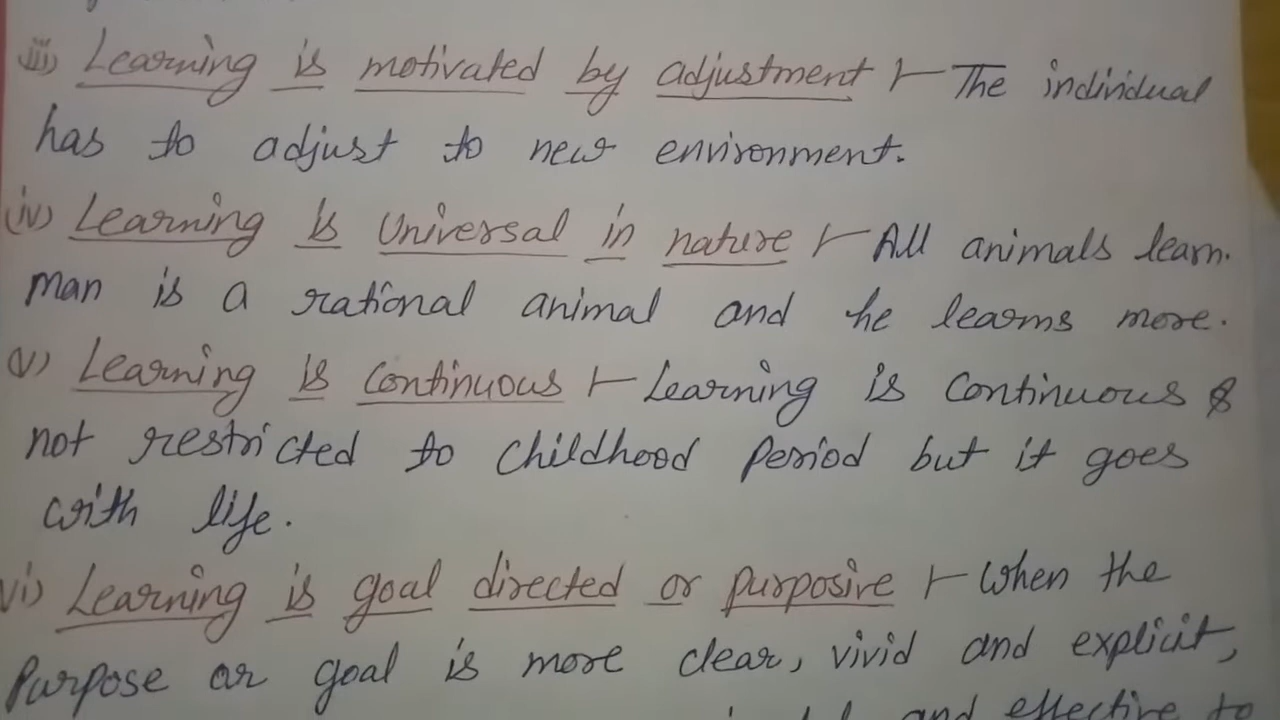 iii) Learning is motivated by adjustment :- The individual
has to adjust to new environment.
(iv) Learning is Universal in nature :- All animals learn.
man is a rational animal and he learns more.
(v) Learning is Continuous :- Learning is Continuous &
not restricted to childhood period but it goes
with life.
vi) Learning is goal directed or purposive :- When the
Purpose or goal is more clear, vivid and explicit,
and effective to